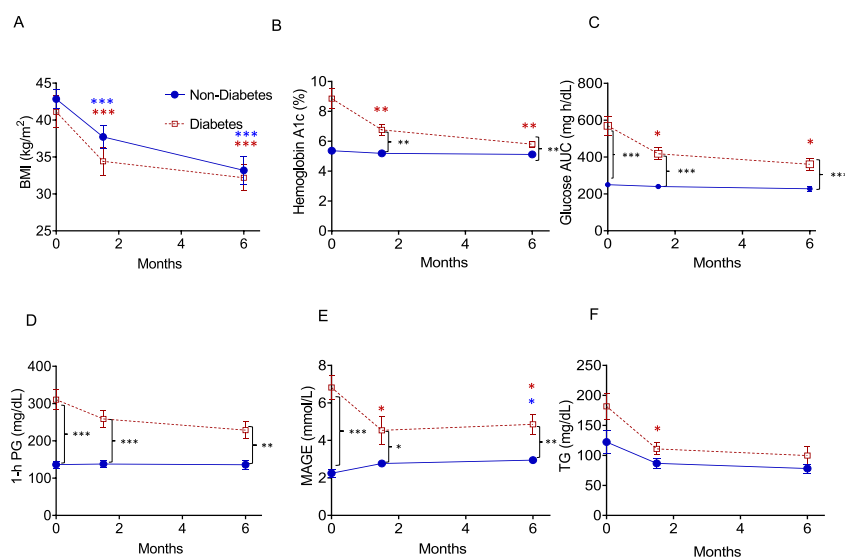 A
BMI (kg/m²)
45
40
35
30
25
0 2 4 6
Months
Non-Diabetes
Diabetes
***
***
***
***
B
Hemoglobin A1c (%)
10
8
6
4
2
0
0 2 4 6
Months
**
**
**
**
C
Glucose AUC (mg h/dL)
800
600
400
200
0
0 2 4 6
Months
*
*
***
***
***
D
1-h PG (mg/dL)
400
300
200
100
0
0 2 4 6
Months
***
***
**
E
MAGE (mmol/L)
8
6
4
2
0
0 2 4 6
Months
*
*
*
***
*
**
F
TG (mg/dL)
250
200
150
100
50
0
0 2 4 6
Months
*